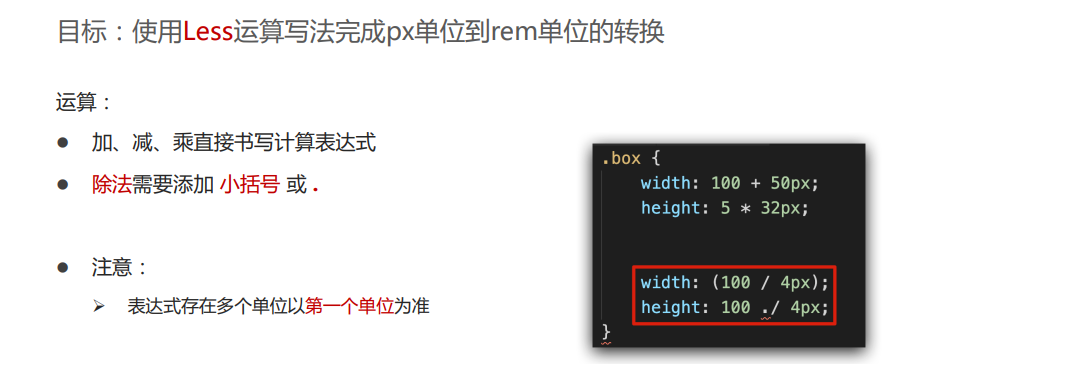 目标：使用Less运算写法完成px单位到rem单位的转换
运算：
● 加、减、乘直接书写计算表达式
● 除法需要添加 小括号 或 .
● 注意：
➢ 表达式存在多个单位以第一个单位为准
.box {
width: 100 + 50px;
height: 5 * 32px;
width: (100 / 4px);
height: 100 ./ 4px;
}